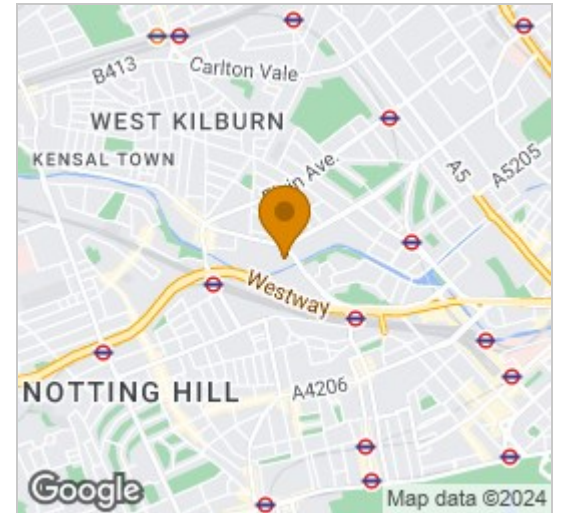 B413
Carlton Vale
WEST KILBURN
KENSAL TOWN
A5
A5205
Westway
NOTTING HILL
A4206
Google
Map data ©2024